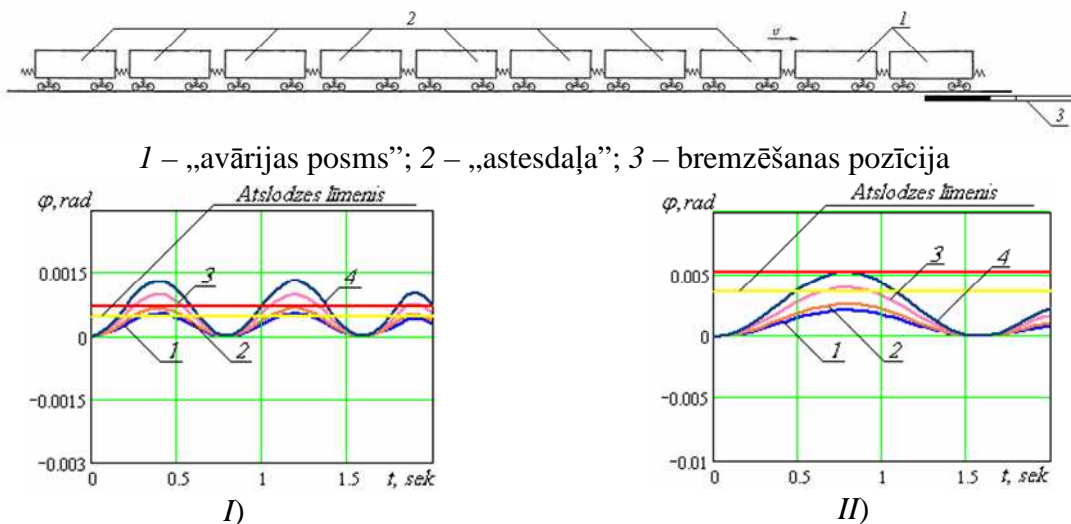 2
v
1
3
1 – „avārijas posms”; 2 – „astesdaļa”; 3 – bremzēšanas pozīcija
φ, rad
Atslodzes līmenis
0.0015
0
−0.0015
−0.003
3
4
1
2
0
0.5
1
1.5
t, sek
I)
φ, rad
Atslodzes līmenis
0.005
0
−0.005
−0.01
3
4
1
2
0
0.5
1
1.5
t, sek
II)